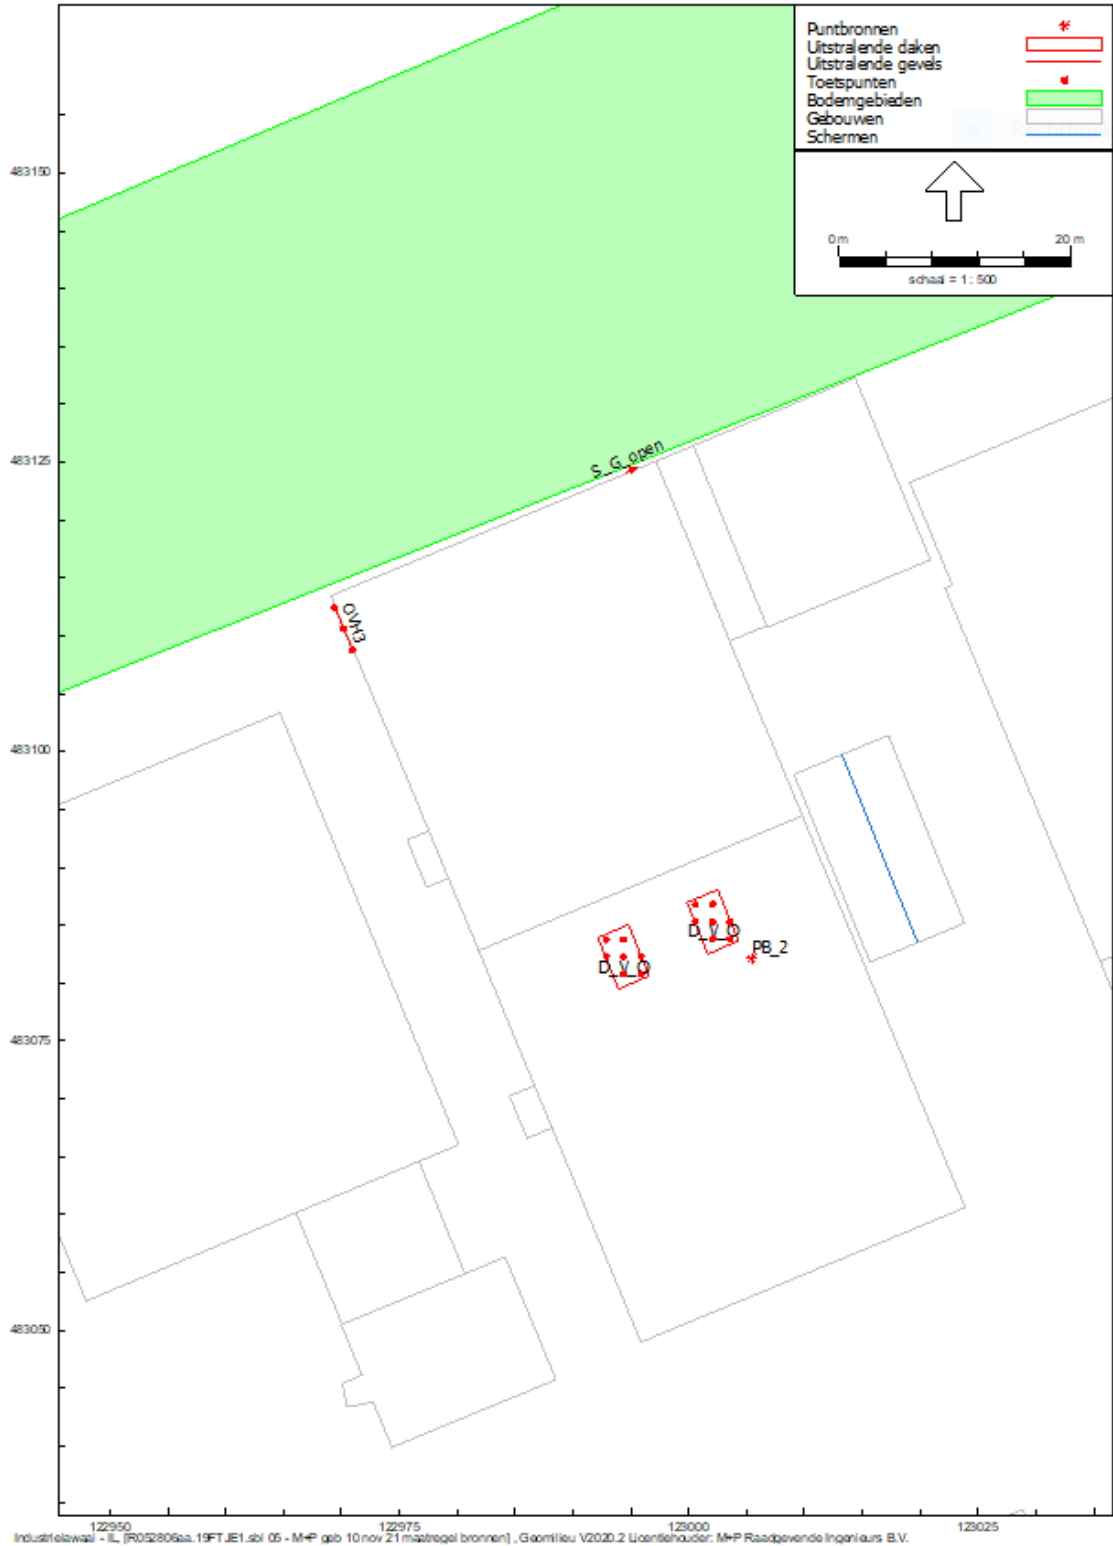 Puntbronnen
Uitstralende daken
Uitstralende gevels
Toetspunten
Bodemgebieden
Gebouwen
Schermen
0 m 20 m
schaal = 1 : 500
483150
483125
S_G_open
OVH3
483100
D_V_O
PB_2
D_V_O
483075
483050
122950 122975 123000 123025
Industrielawaai - IL, [R052806aa.19FTJE1.sbl 05 - M+P geb 10 nov 21 maatregel bronnen] , Geomilieu V2020.2 Licentiehouder: M+P Raadgevende Ingenieurs B.V.